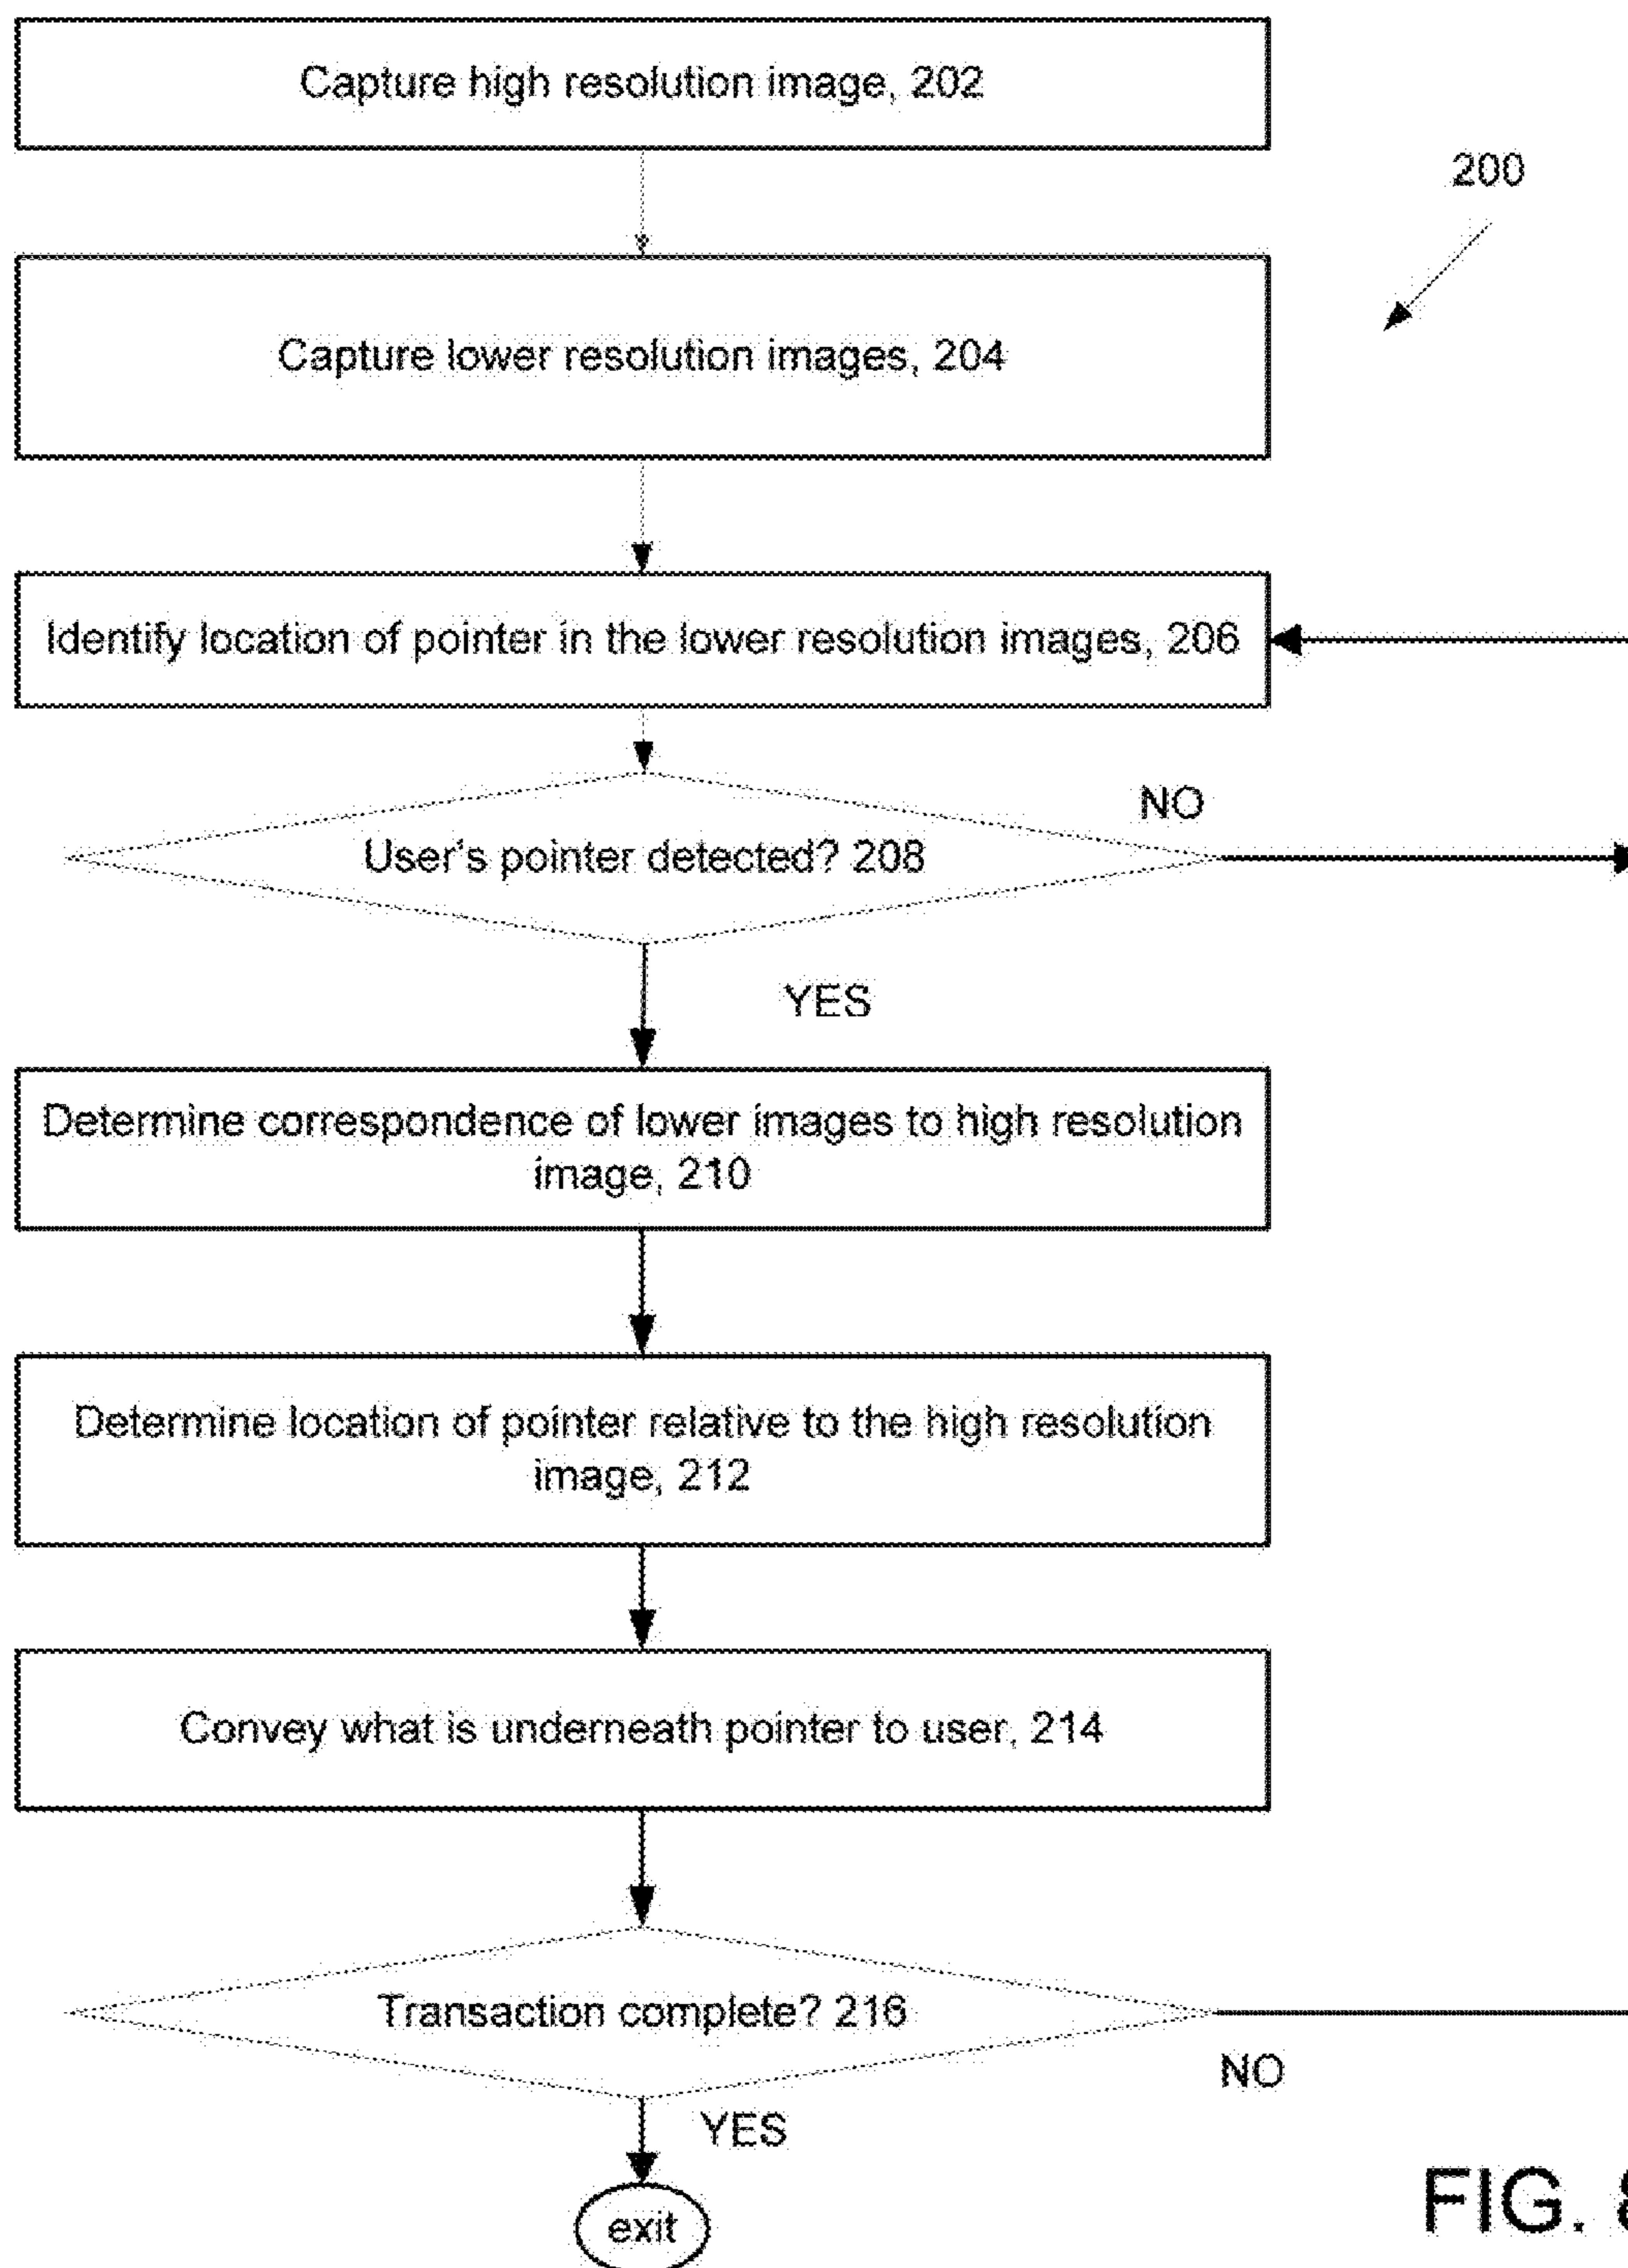 Capture high resolution image, 202
200
Capture lower resolution images, 204
Identify location of pointer in the lower resolution images, 206
NO
User's pointer detected? 208
YES
Determine correspondence of lower images to high resolution
image, 210
Determine location of pointer relative to the high resolution
image, 212
Convey what is underneath pointer to user, 214
Transaction complete? 216
NO
YES
exit
FIG.